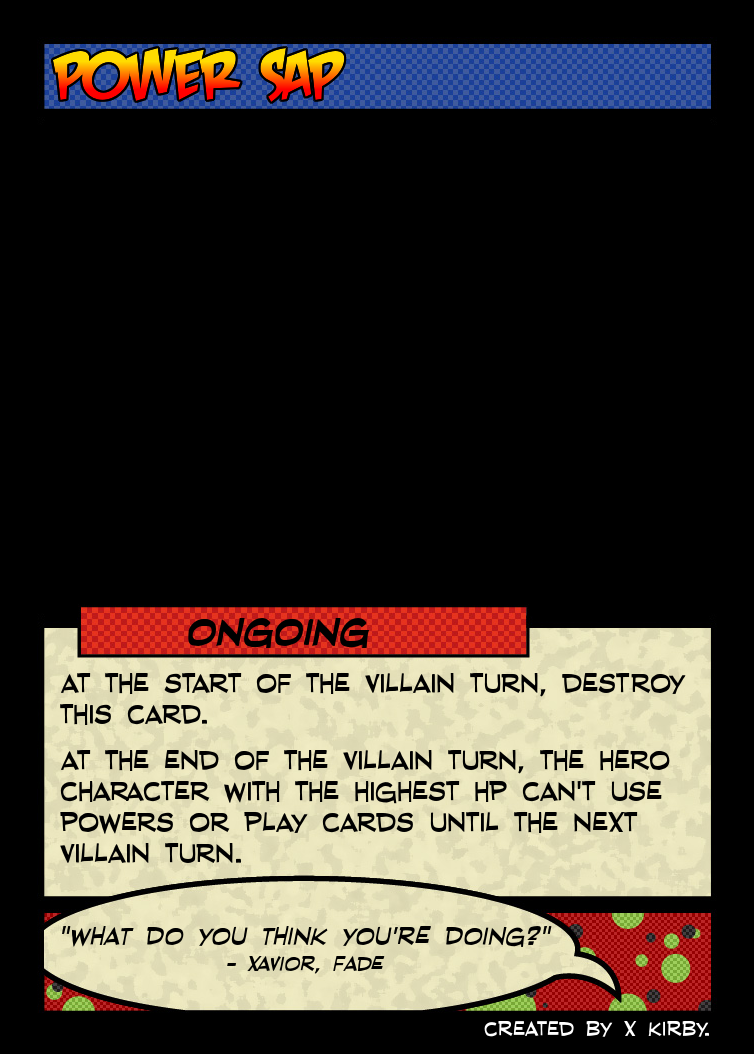 POWER SAP
ONGOING
AT THE START OF THE VILLAIN TURN, DESTROY
THIS CARD.
AT THE END OF THE VILLAIN TURN, THE HERO
CHARACTER WITH THE HIGHEST HP CAN'T USE
POWERS OR PLAY CARDS UNTIL THE NEXT
VILLAIN TURN.
"WHAT DO YOU THINK YOU'RE DOING?"
- XAVIOR, FADE
CREATED BY X KIRBY.